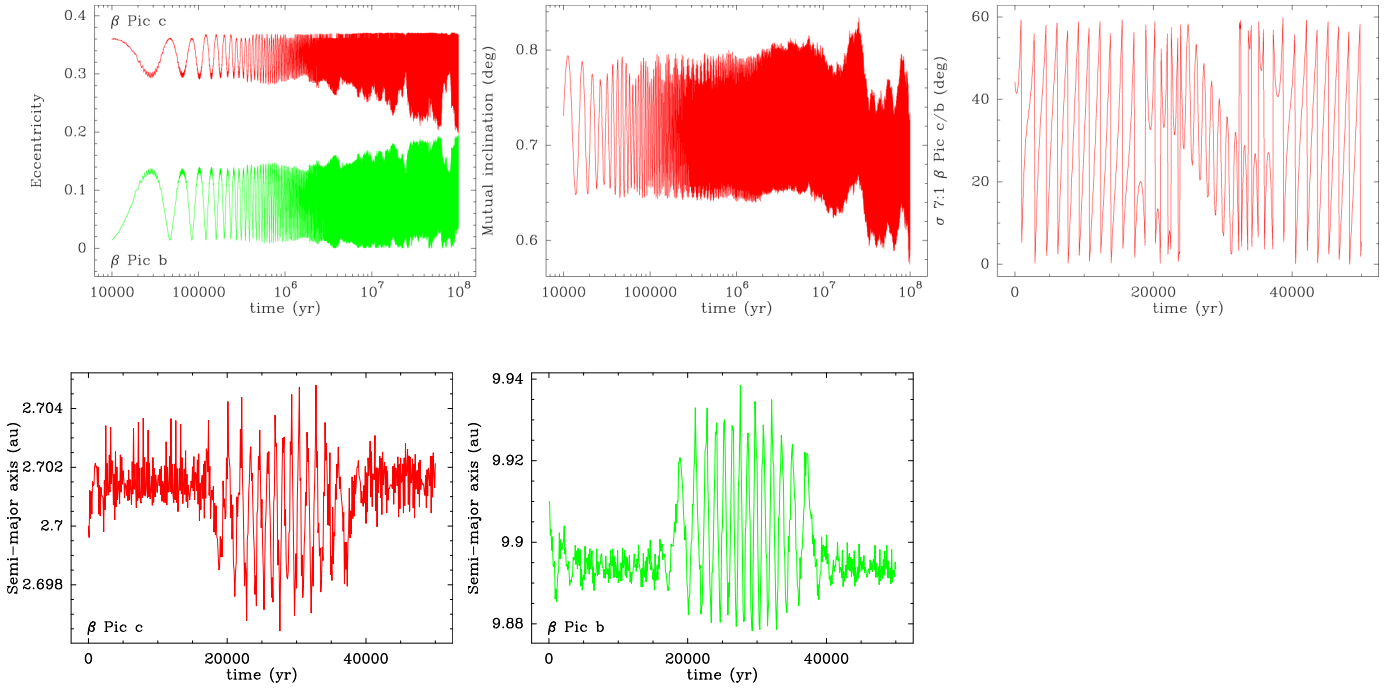 β Pic c
β Pic b
Eccentricity
0.4
0.3
0.2
0.1
0
10000 100000 10⁶ 10⁷ 10⁸
time (yr)
Mutual inclination (deg)
0.8
0.7
0.6
10000 100000 10⁶ 10⁷ 10⁸
time (yr)
σ 7:1 β Pic c/b (deg)
60
40
20
0
0 20000 40000
time (yr)
Semi-major axis (au)
2.704
2.702
2.7
2.698
β Pic c
0 20000 40000
time (yr)
Semi-major axis (au)
9.94
9.92
9.9
9.88
β Pic b
0 20000 40000
time (yr)